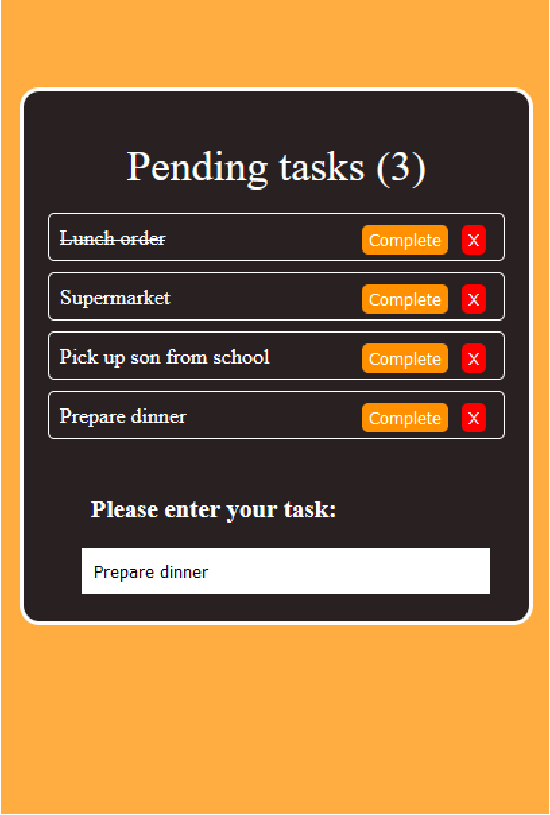 Pending tasks (3)
Lunch order Complete X
Supermarket Complete X
Pick up son from school Complete X
Prepare dinner Complete X
Please enter your task:
Prepare dinner